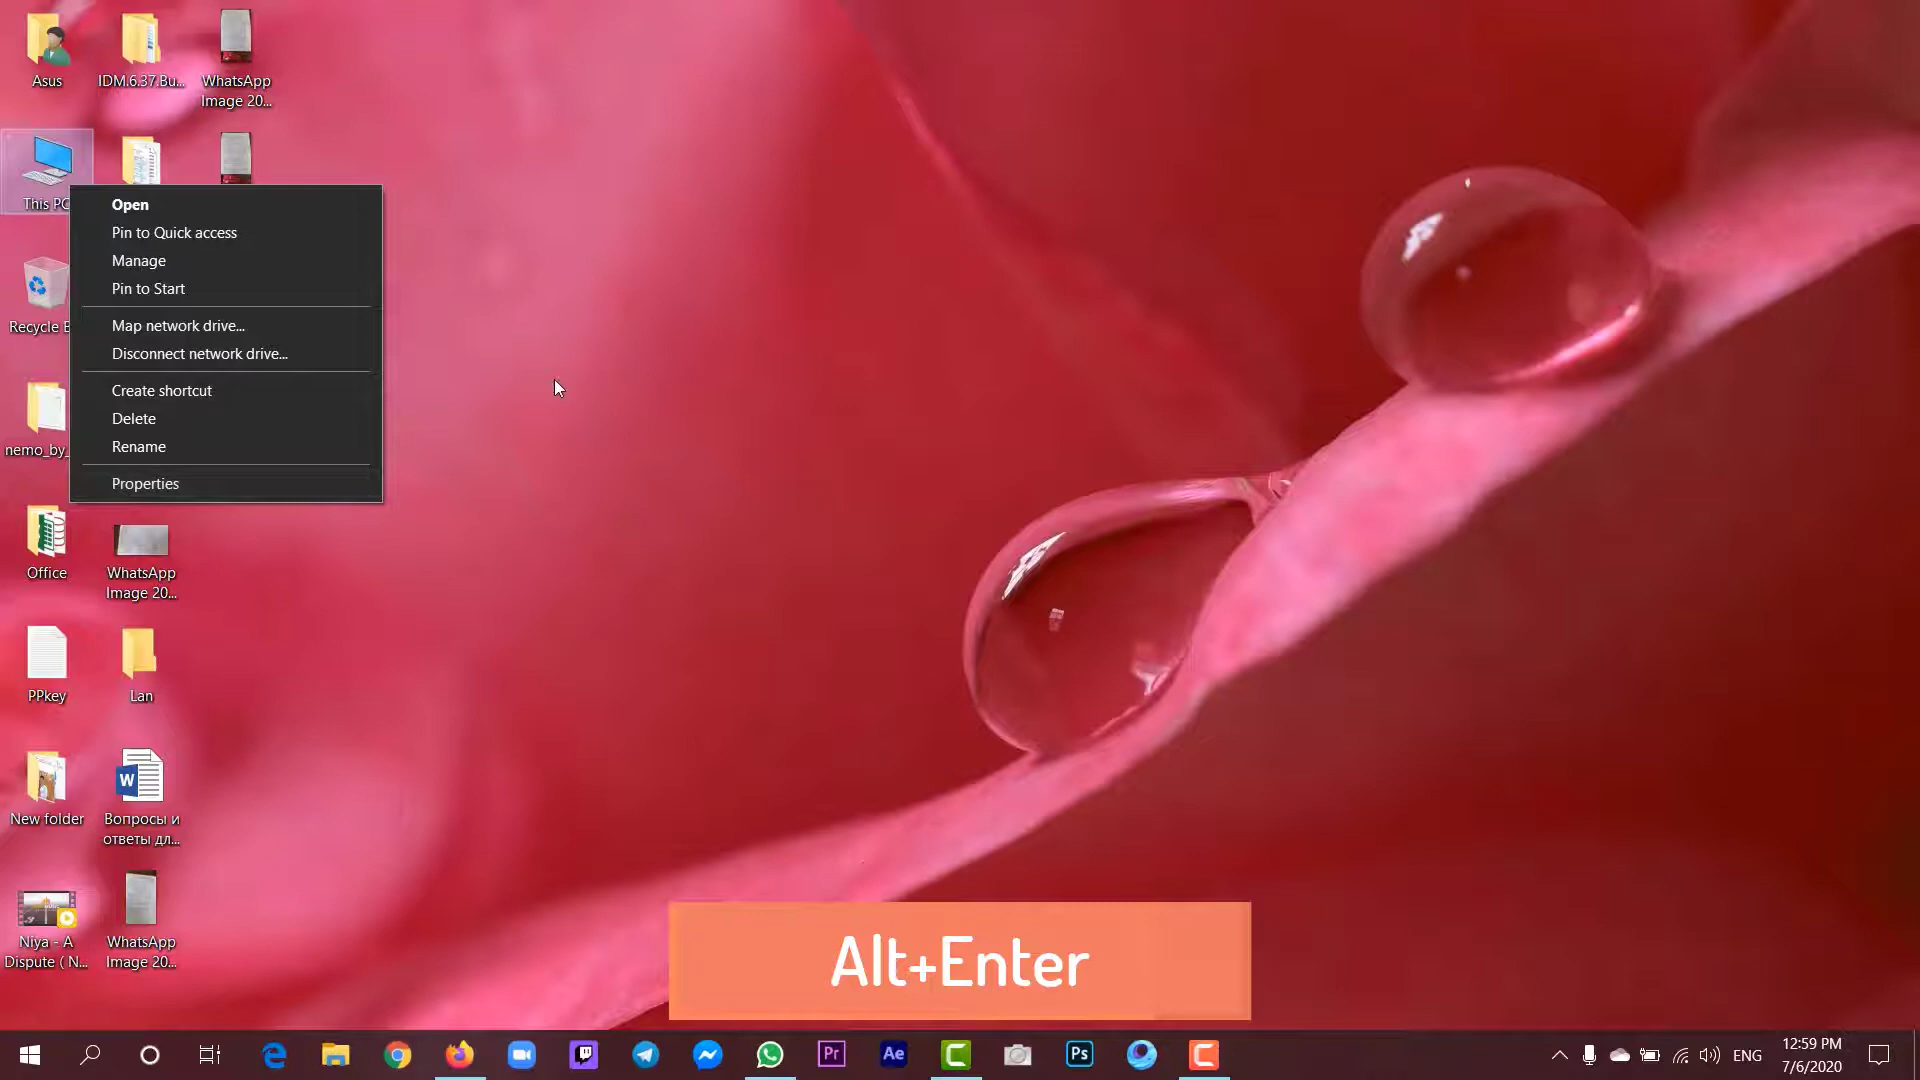 Asus
IDM.6.37.Bu...
WhatsApp
Image 20...
This PC
Open
Pin to Quick access
Manage
Pin to Start
Map network drive...
Disconnect network drive...
Create shortcut
Delete
Rename
Properties
Recycle B
nemo_by_
Office
WhatsApp
Image 20...
PPkey
Lan
New folder
Вопросы и
ответы дл...
Niya - A
Dispute ( N...
WhatsApp
Image 20...
Alt+Enter
Pr
Ae
Ps
ENG
12:59 PM
7/6/2020